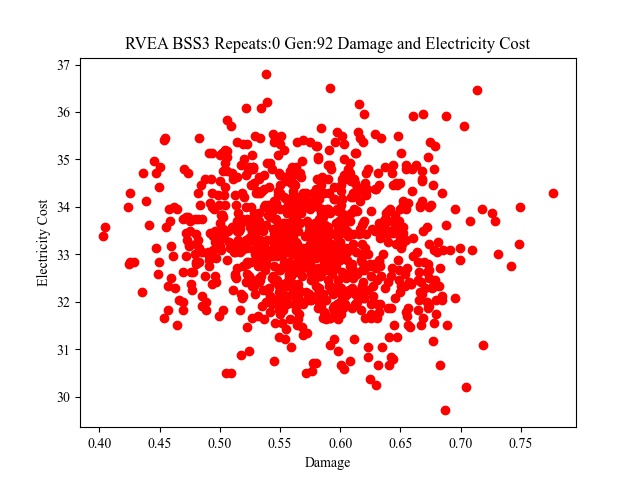 RVEA BSS3 Repeats:0 Gen:92 Damage and Electricity Cost
37
36
35
34
33
32
31
30
Electricity Cost
0.40 0.45 0.50 0.55 0.60 0.65 0.70 0.75
Damage